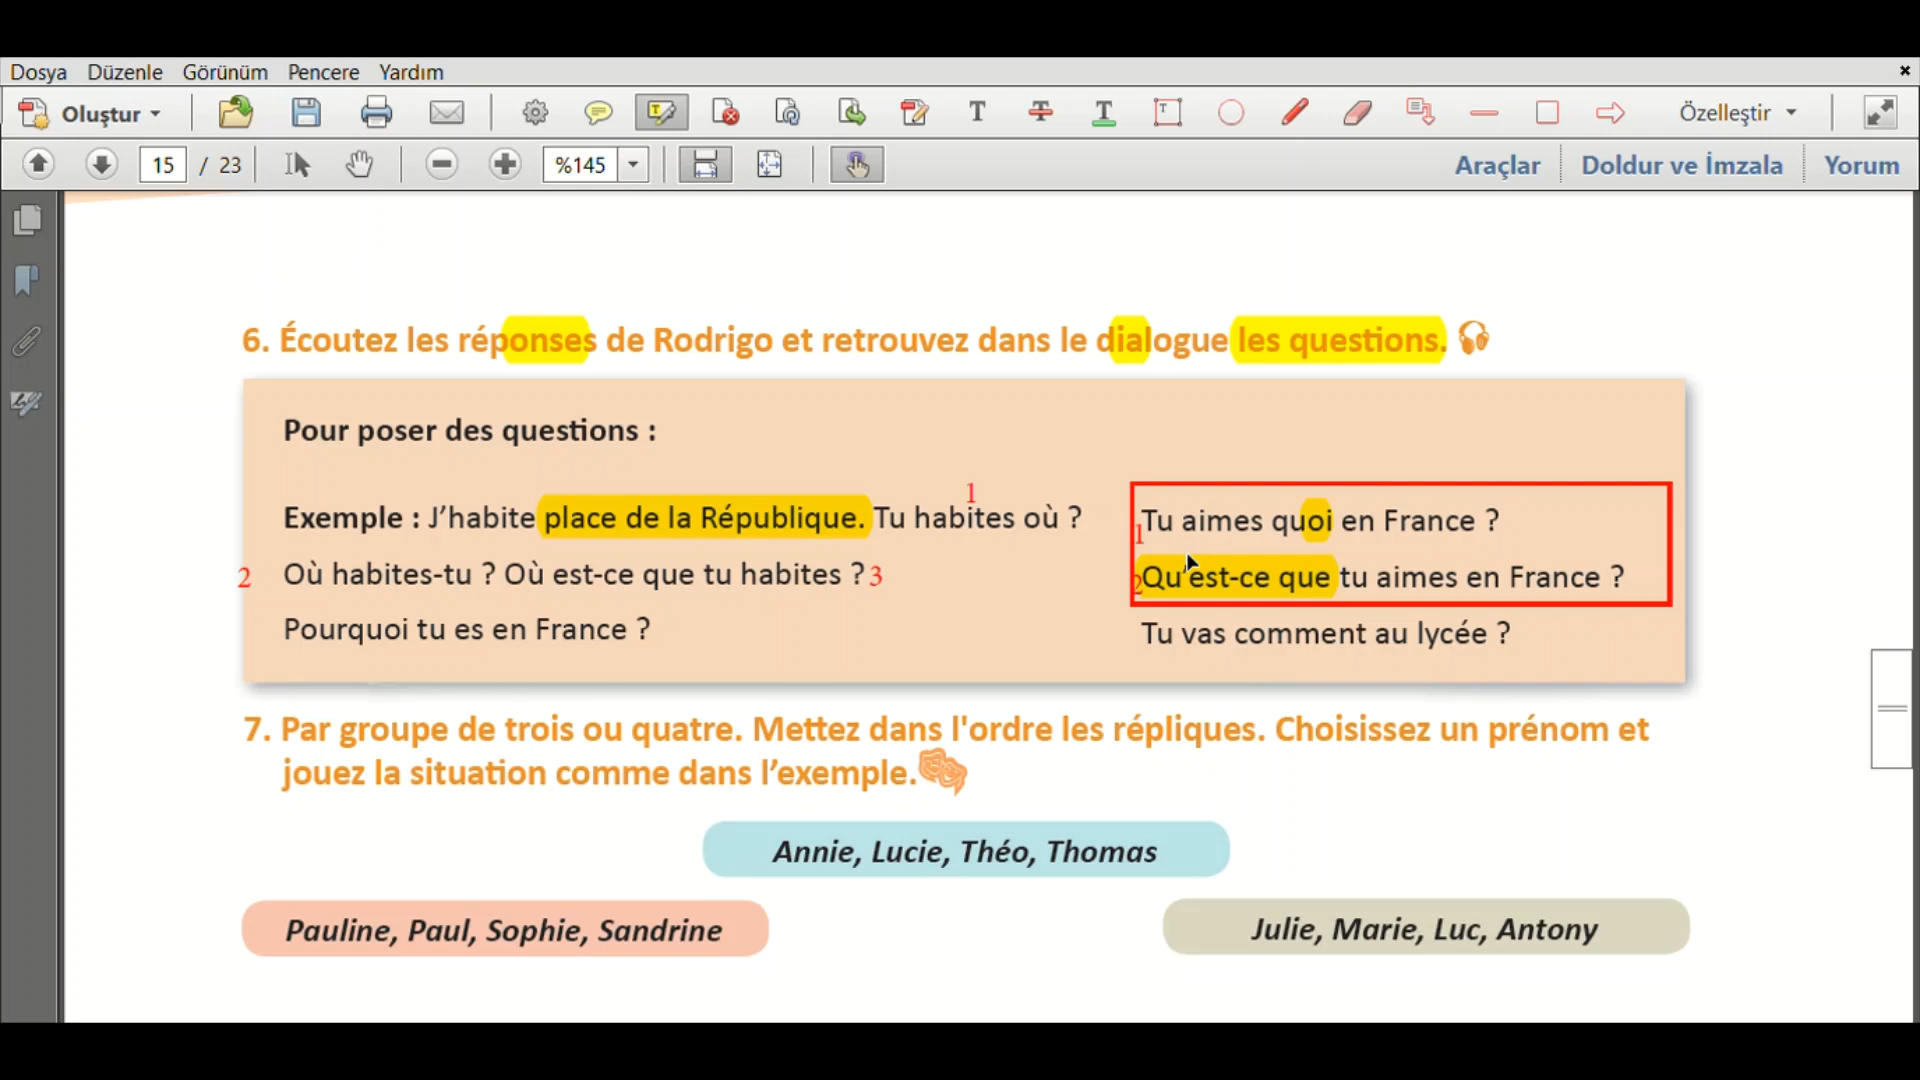 Dosya Düzenle Görünüm Pencere Yardım ×
Oluştur Özelleştir
15 / 23 %145 Araçlar Doldur ve İmzala Yorum
6. Écoutez les réponses de Rodrigo et retrouvez dans le dialogue les questions.
Pour poser des questions :
1
Exemple : J'habite place de la République. Tu habites où ?
2 Où habites-tu ? Où est-ce que tu habites ? 3
Pourquoi tu es en France ?
1 Tu aimes quoi en France ?
2 Qu'est-ce que tu aimes en France ?
Tu vas comment au lycée ?
7. Par groupe de trois ou quatre. Mettez dans l'ordre les répliques. Choisissez un prénom et
jouez la situation comme dans l'exemple.
Annie, Lucie, Théo, Thomas
Pauline, Paul, Sophie, Sandrine
Julie, Marie, Luc, Antony